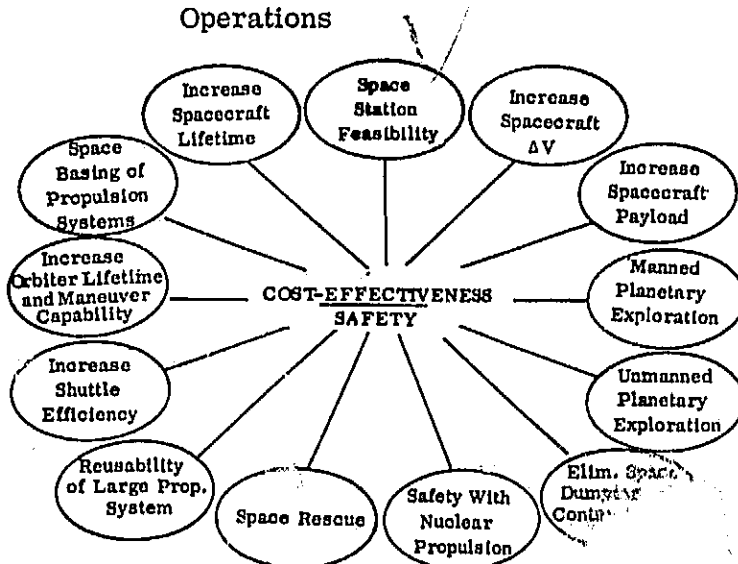 Operations
Increase
Spacecraft
Lifetime
Space
Station
Feasibility
Increase
Spacecraft
ΔV
Space
Basing of
Propulsion
Systems
Increase
Spacecraft
Payload
Increase
Orbiter Lifetime
and Maneuver
Capability
COST-EFFECTIVENESS
SAFETY
Manned
Planetary
Exploration
Increase
Shuttle
Efficiency
Unmanned
Planetary
Exploration
Reusability
of Large Prop.
System
Space Rescue
Safety With
Nuclear
Propulsion
Elim. Space